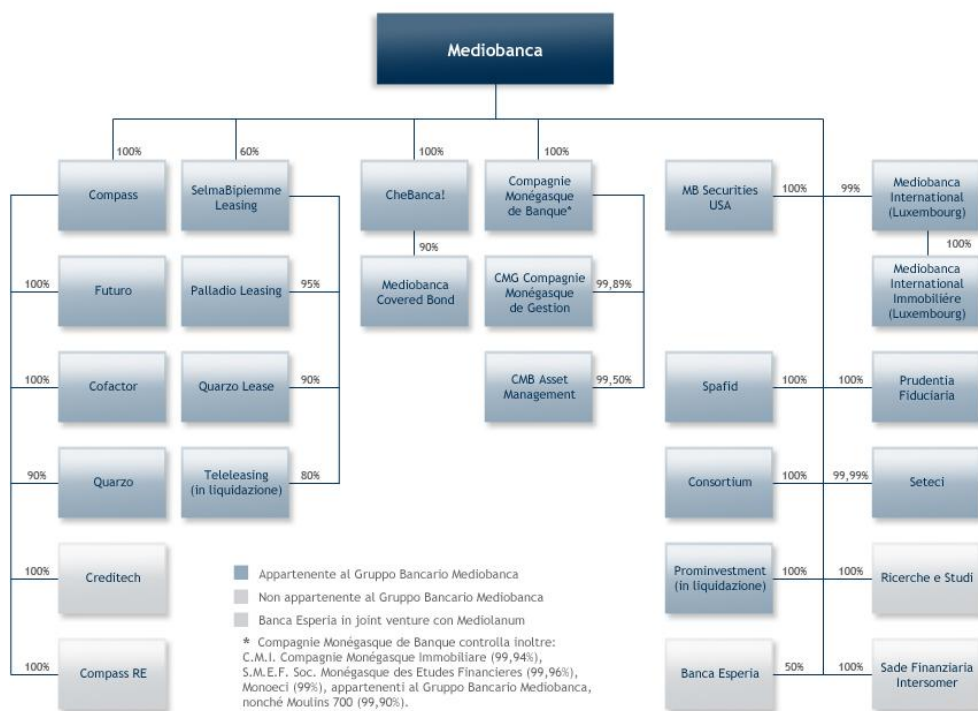 Mediobanca
100%
60%
100%
100%
Compass
SelmaBipiemme
Leasing
CheBanca!
Compagnie
Monégasque
de Banque*
MB Securities
USA
100%
99%
Mediobanca
International
(Luxembourg)
90%
100%
100%
Futuro
Palladio Leasing
95%
Mediobanca
Covered Bond
CMG Compagnie
Monégasque
de Gestion
99,89%
Mediobanca
International
Immobiliére
(Luxembourg)
100%
Cofactor
Quarzo Lease
90%
CMB Asset
Management
99,50%
Spafid
100%
100%
Prudentia
Fiduciaria
90%
Quarzo
Teleleasing
(in liquidazione)
80%
Consortium
100%
99,99%
Seteci
100%
Creditech
Prominvestment
(in liquidazione)
100%
100%
Ricerche e Studi
100%
Compass RE
Banca Esperia
50%
100%
Sade Finanziaria
Intersomer
Appartenente al Gruppo Bancario Mediobanca
Non appartenente al Gruppo Bancario Mediobanca
Banca Esperia in joint venture con Mediolanum
* Compagnie Monégasque de Banque controlla inoltre:
C.M.I. Compagnie Monégasque Immobiliare (99,94%),
S.M.E.F. Soc. Monégasque des Etudes Financieres (99,96%),
Monoeci (99%), appartenenti al Gruppo Bancario Mediobanca,
nonché Moulins 700 (99,90%).